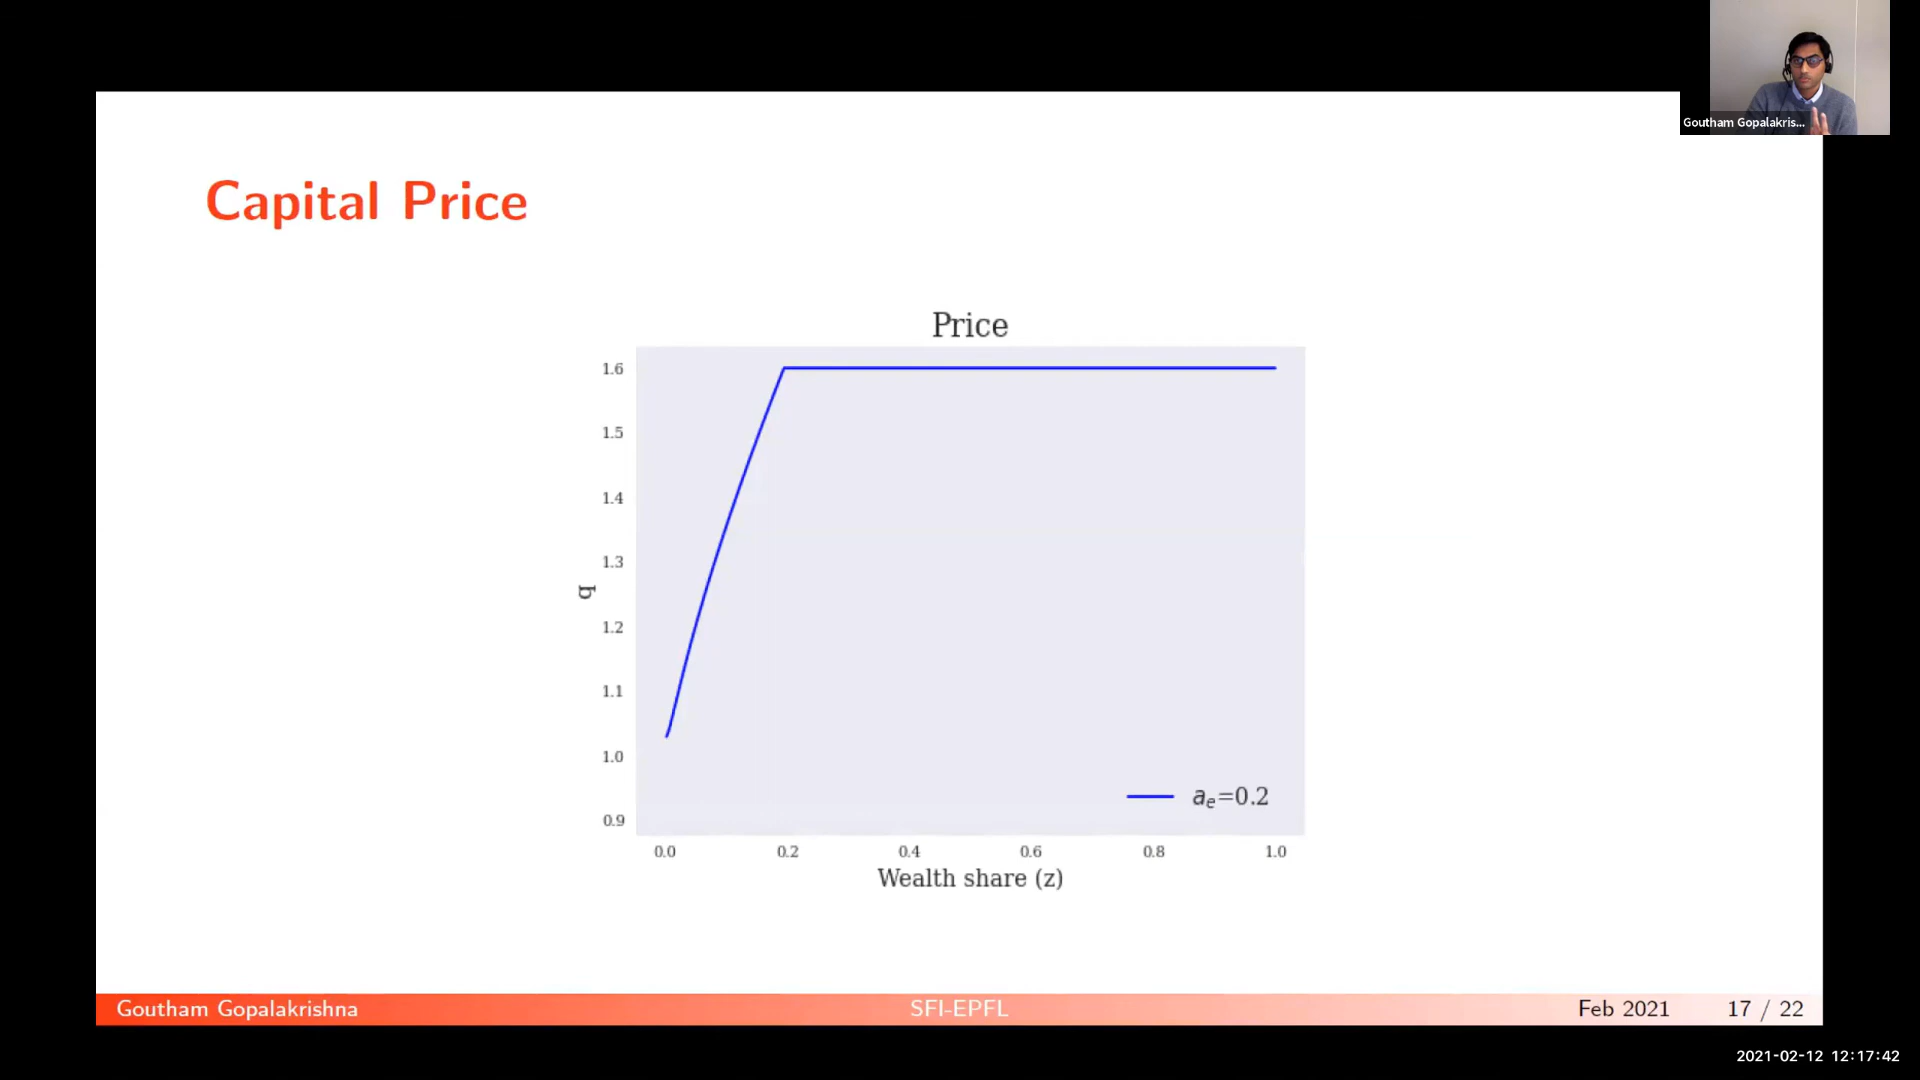 Goutham Gopalakris...
Capital Price
Price
1.6
1.5
1.4
1.3
1.2
1.1
1.0
0.9
q
a_e=0.2
0.0 0.2 0.4 0.6 0.8 1.0
Wealth share (z)
Goutham Gopalakrishna SFI-EPFL Feb 2021 17 / 22
2021-02-12 12:17:42